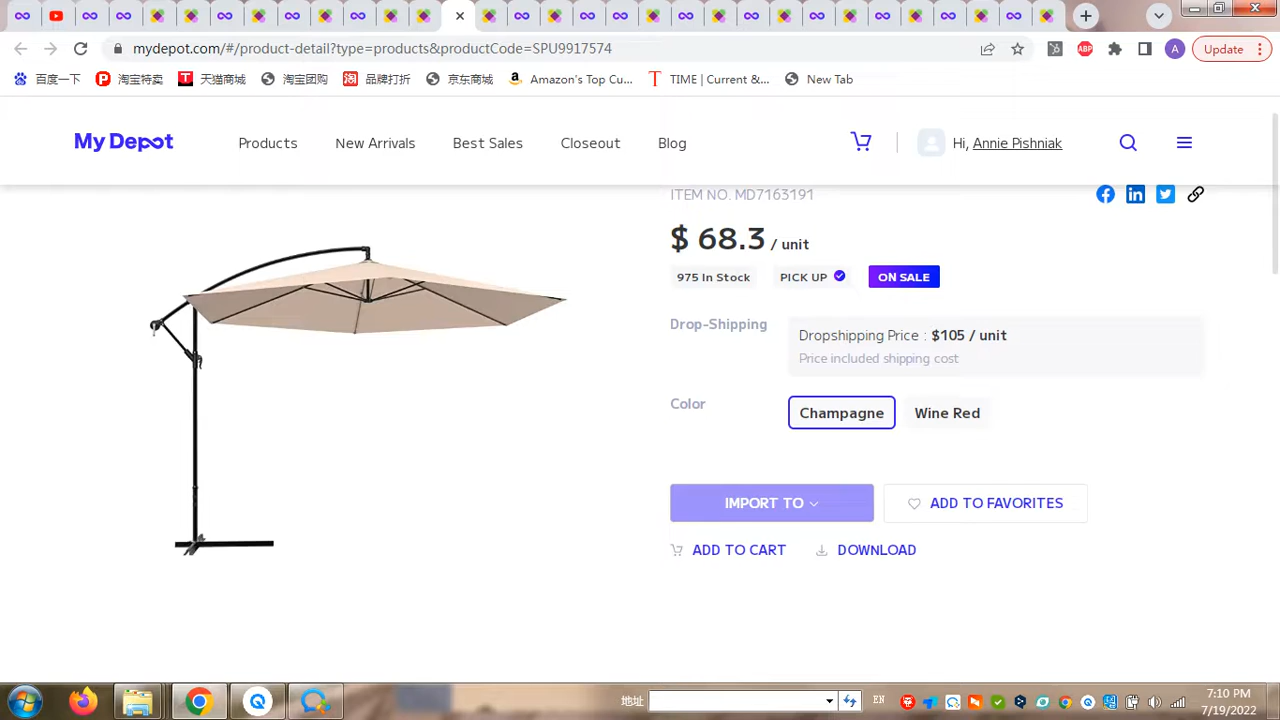 mydepot.com/#/product-detail?type=products&productCode=SPU9917574
ABP
A
Update
百度一下
淘宝特卖
天猫商城
淘宝团购
品牌打折
京东商城
Amazon's Top Cu...
TIME | Current &...
New Tab
My Depot
Products
New Arrivals
Best Sales
Closeout
Blog
Hi, Annie Pishniak
ITEM NO. MD7163191
$ 68.3 / unit
975 In Stock
PICK UP
ON SALE
Drop-Shipping
Dropshipping Price : $105 / unit
Price included shipping cost
Color
Champagne
Wine Red
IMPORT TO
ADD TO FAVORITES
ADD TO CART
DOWNLOAD
地址
EN
7:10 PM
7/19/2022